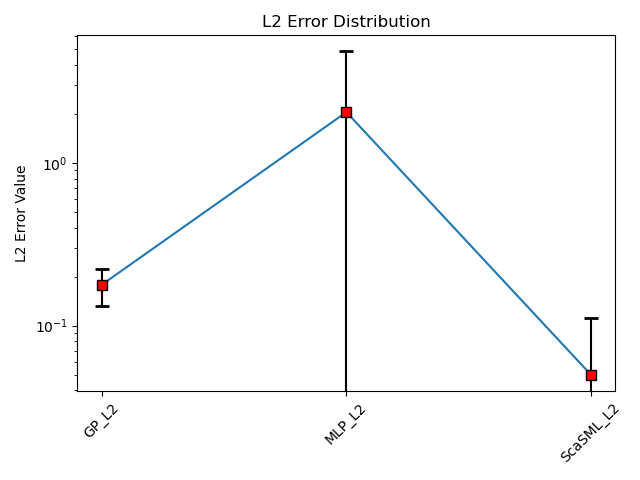 L2 Error Distribution
L2 Error Value
10⁰
10⁻¹
GP_L2
MLP_L2
ScaSML_L2